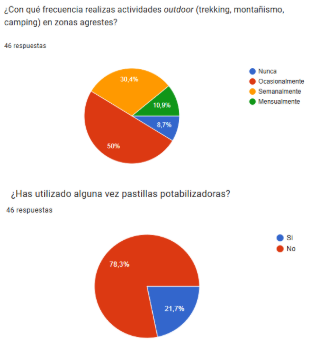 ¿Con qué frecuencia realizas actividades outdoor (trekking, montañismo,
camping) en zonas agrestes?
46 respuestas
30,4%
10,9%
8,7%
50%
Nunca
Ocasionalmente
Semanalmente
Mensualmente
¿Has utilizado alguna vez pastillas potabilizadoras?
46 respuestas
78,3%
21,7%
Si
No